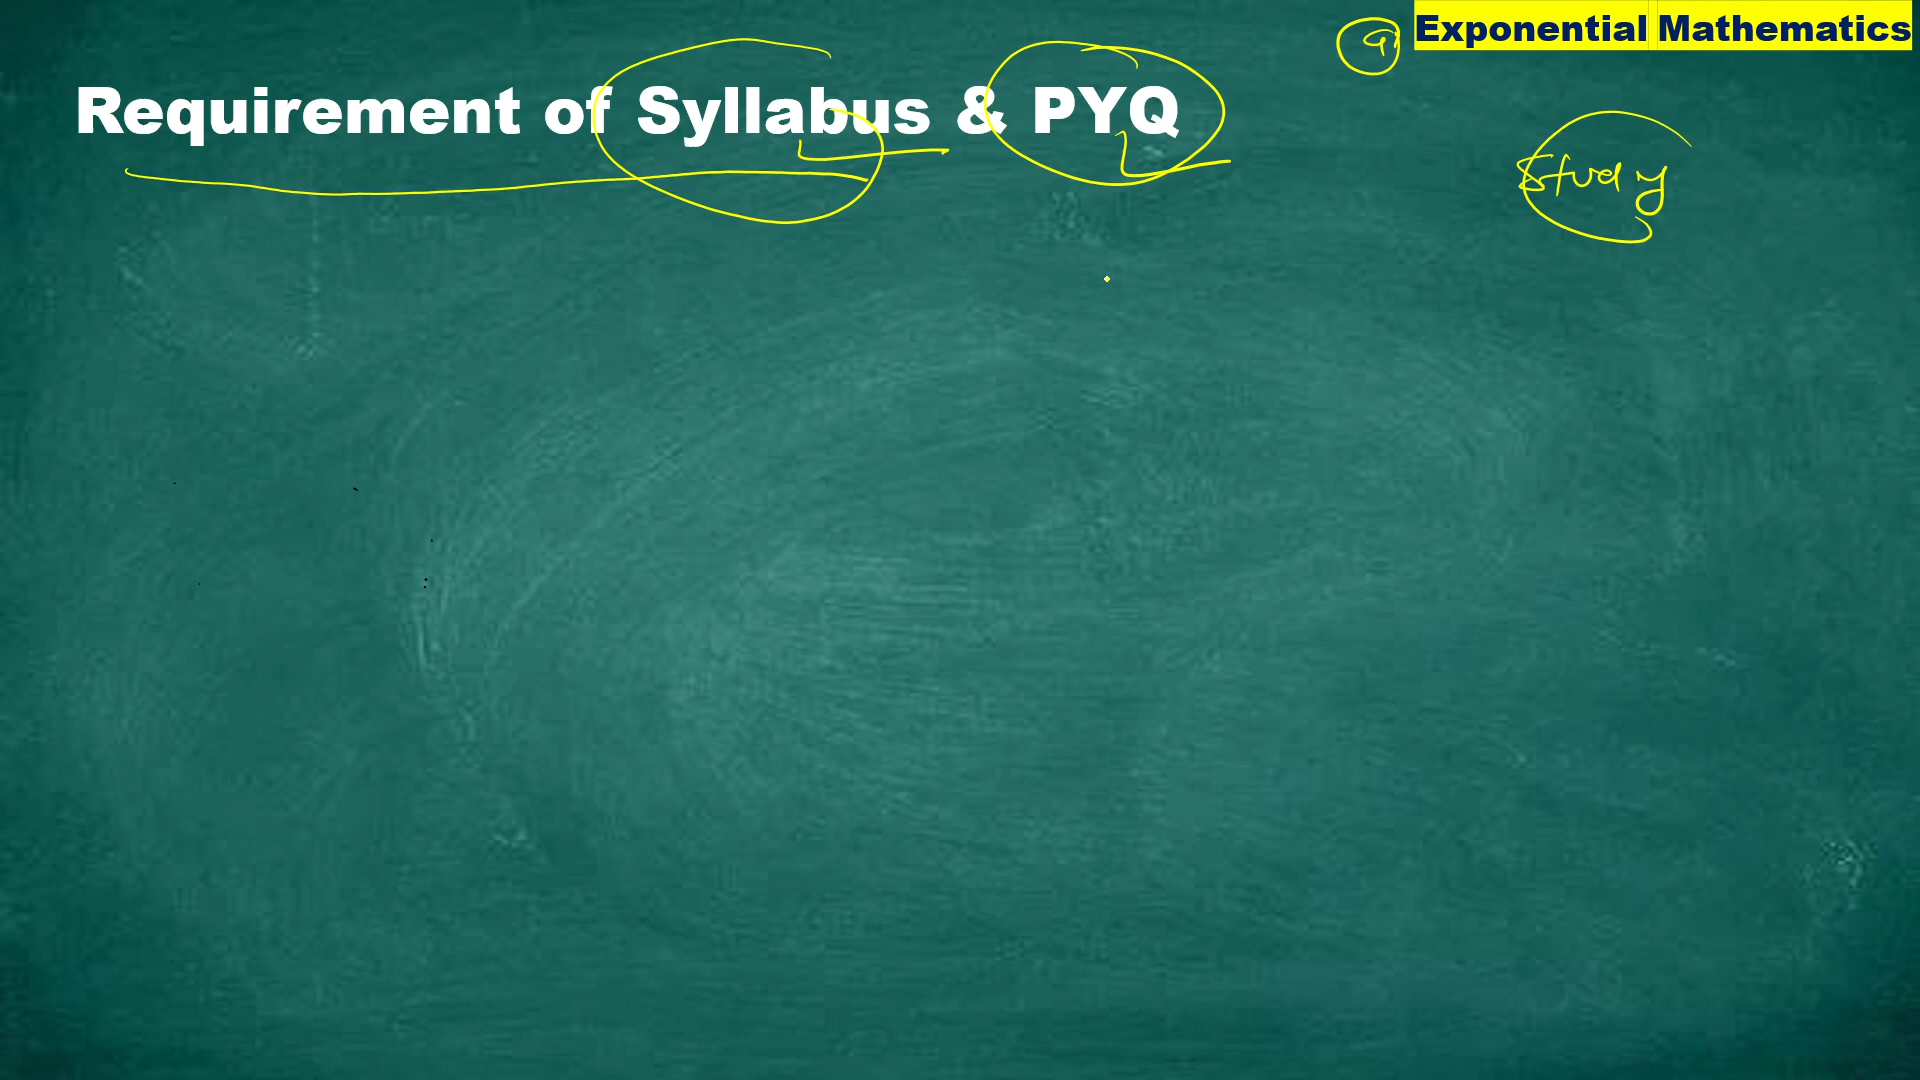 Exponential Mathematics
Requirement of Syllabus & PYQ
Study